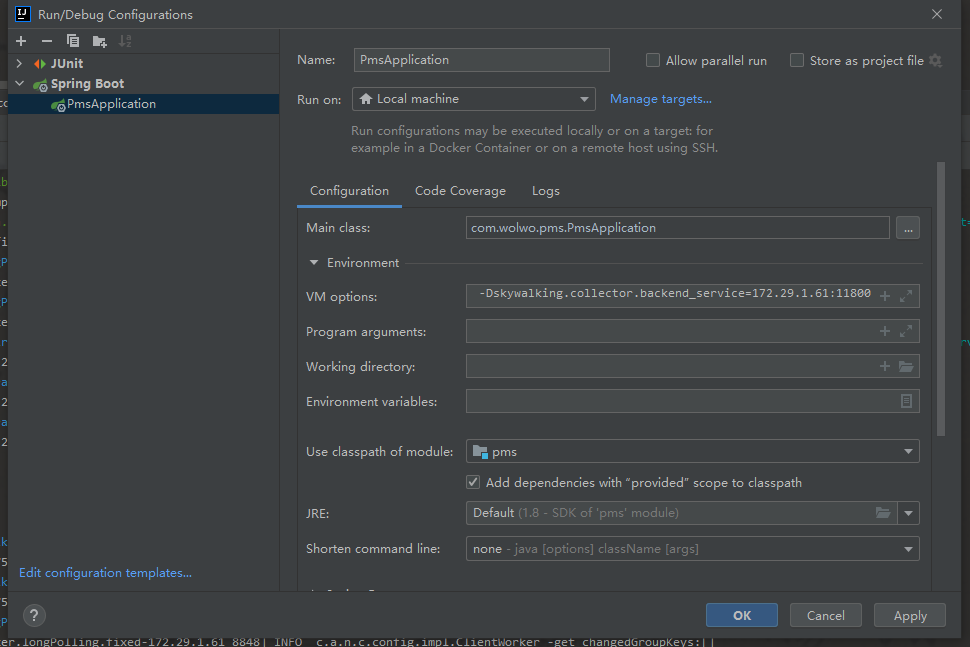 Run/Debug Configurations
JUnit
Spring Boot
PmsApplication
Edit configuration templates...
Name: PmsApplication Allow parallel run Store as project file
Run on: Local machine Manage targets...
Run configurations may be executed locally or on a target: for
example in a Docker Container or on a remote host using SSH.
Configuration Code Coverage Logs
Main class: com.wolwo.pms.PmsApplication ...
Environment
VM options: -Dskywalking.collector.backend_service=172.29.1.61:11800
Program arguments:
Working directory:
Environment variables:
Use classpath of module: pms
Add dependencies with “provided” scope to classpath
JRE: Default (1.8 - SDK of 'pms' module)
Shorten command line: none - java [options] className [args]
? OK Cancel Apply
.longPolling.fixed-172.29.1.61_8848] INFO c.a.n.c.config.impl.ClientWorker -get changedGroupKeys:[]